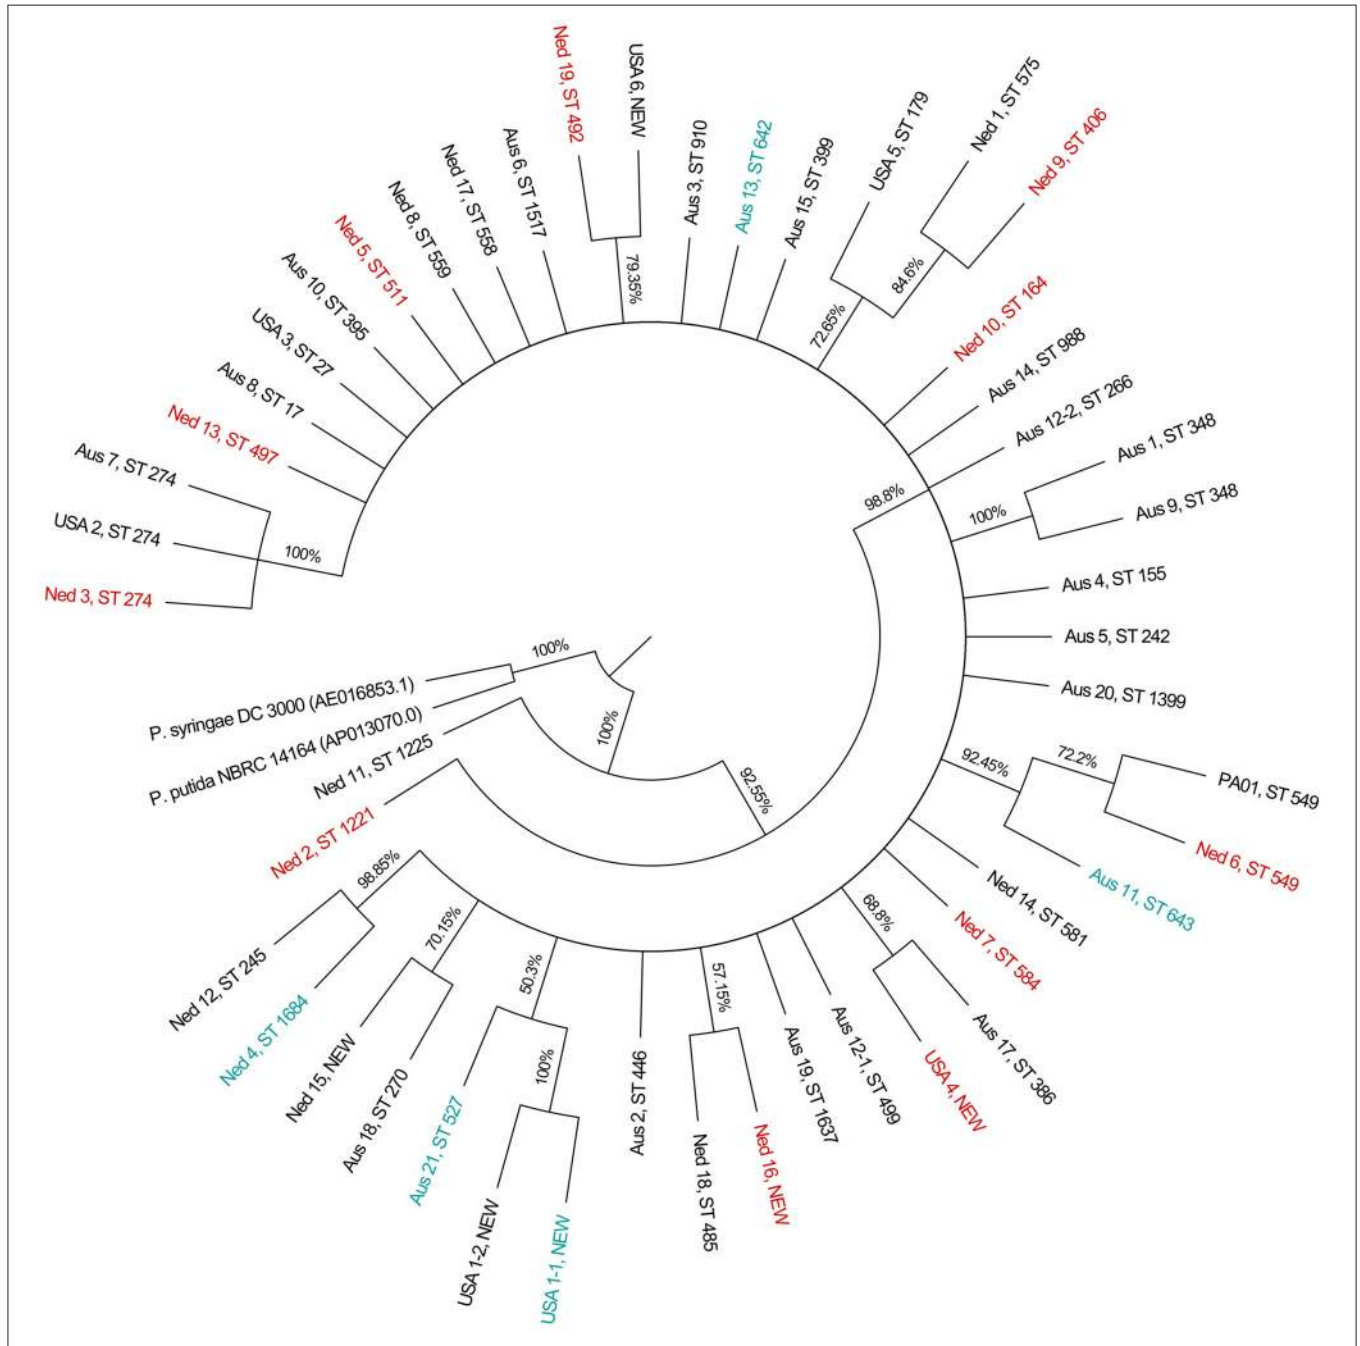 Ned 19, ST 492
USA 6, NEW
79.35%
Aus 3, ST 910
Aus 13, ST 642
Aus 15, ST 399
USA 5, ST 179
Ned 1, ST 575
Ned 9, ST 406
84.6%
72.65%
Ned 10, ST 164
Aus 14, ST 988
Aus 12-2, ST 266
98.8%
Aus 1, ST 348
Aus 9, ST 348
100%
Aus 4, ST 155
Aus 5, ST 242
Aus 20, ST 1399
92.45%
72.2%
PA01, ST 549
Ned 6, ST 549
Aus 11, ST 643
Ned 14, ST 581
Ned 7, ST 584
68.8%
Aus 17, ST 386
USA 4, NEW
Aus 12-1, ST 499
Aus 19, ST 1637
57.15%
Ned 16, NEW
Ned 18, ST 485
Aus 2, ST 446
50.3%
100%
USA 1-1, NEW
USA 1-2, NEW
Aus 21, ST 527
70.15%
Aus 18, ST 270
Ned 15, NEW
98.85%
Ned 4, ST 1684
Ned 12, ST 245
Ned 2, ST 1221
92.55%
Ned 11, ST 1225
100%
P. putida NBRC 14164 (AP013070.0)
P. syringae DC 3000 (AE016853.1)
100%
Ned 3, ST 274
USA 2, ST 274
Aus 7, ST 274
100%
Ned 13, ST 497
Aus 8, ST 17
USA 3, ST 27
Aus 10, ST 395
Ned 5, ST 511
Ned 8, ST 559
Ned 17, ST 558
Aus 6, ST 1517